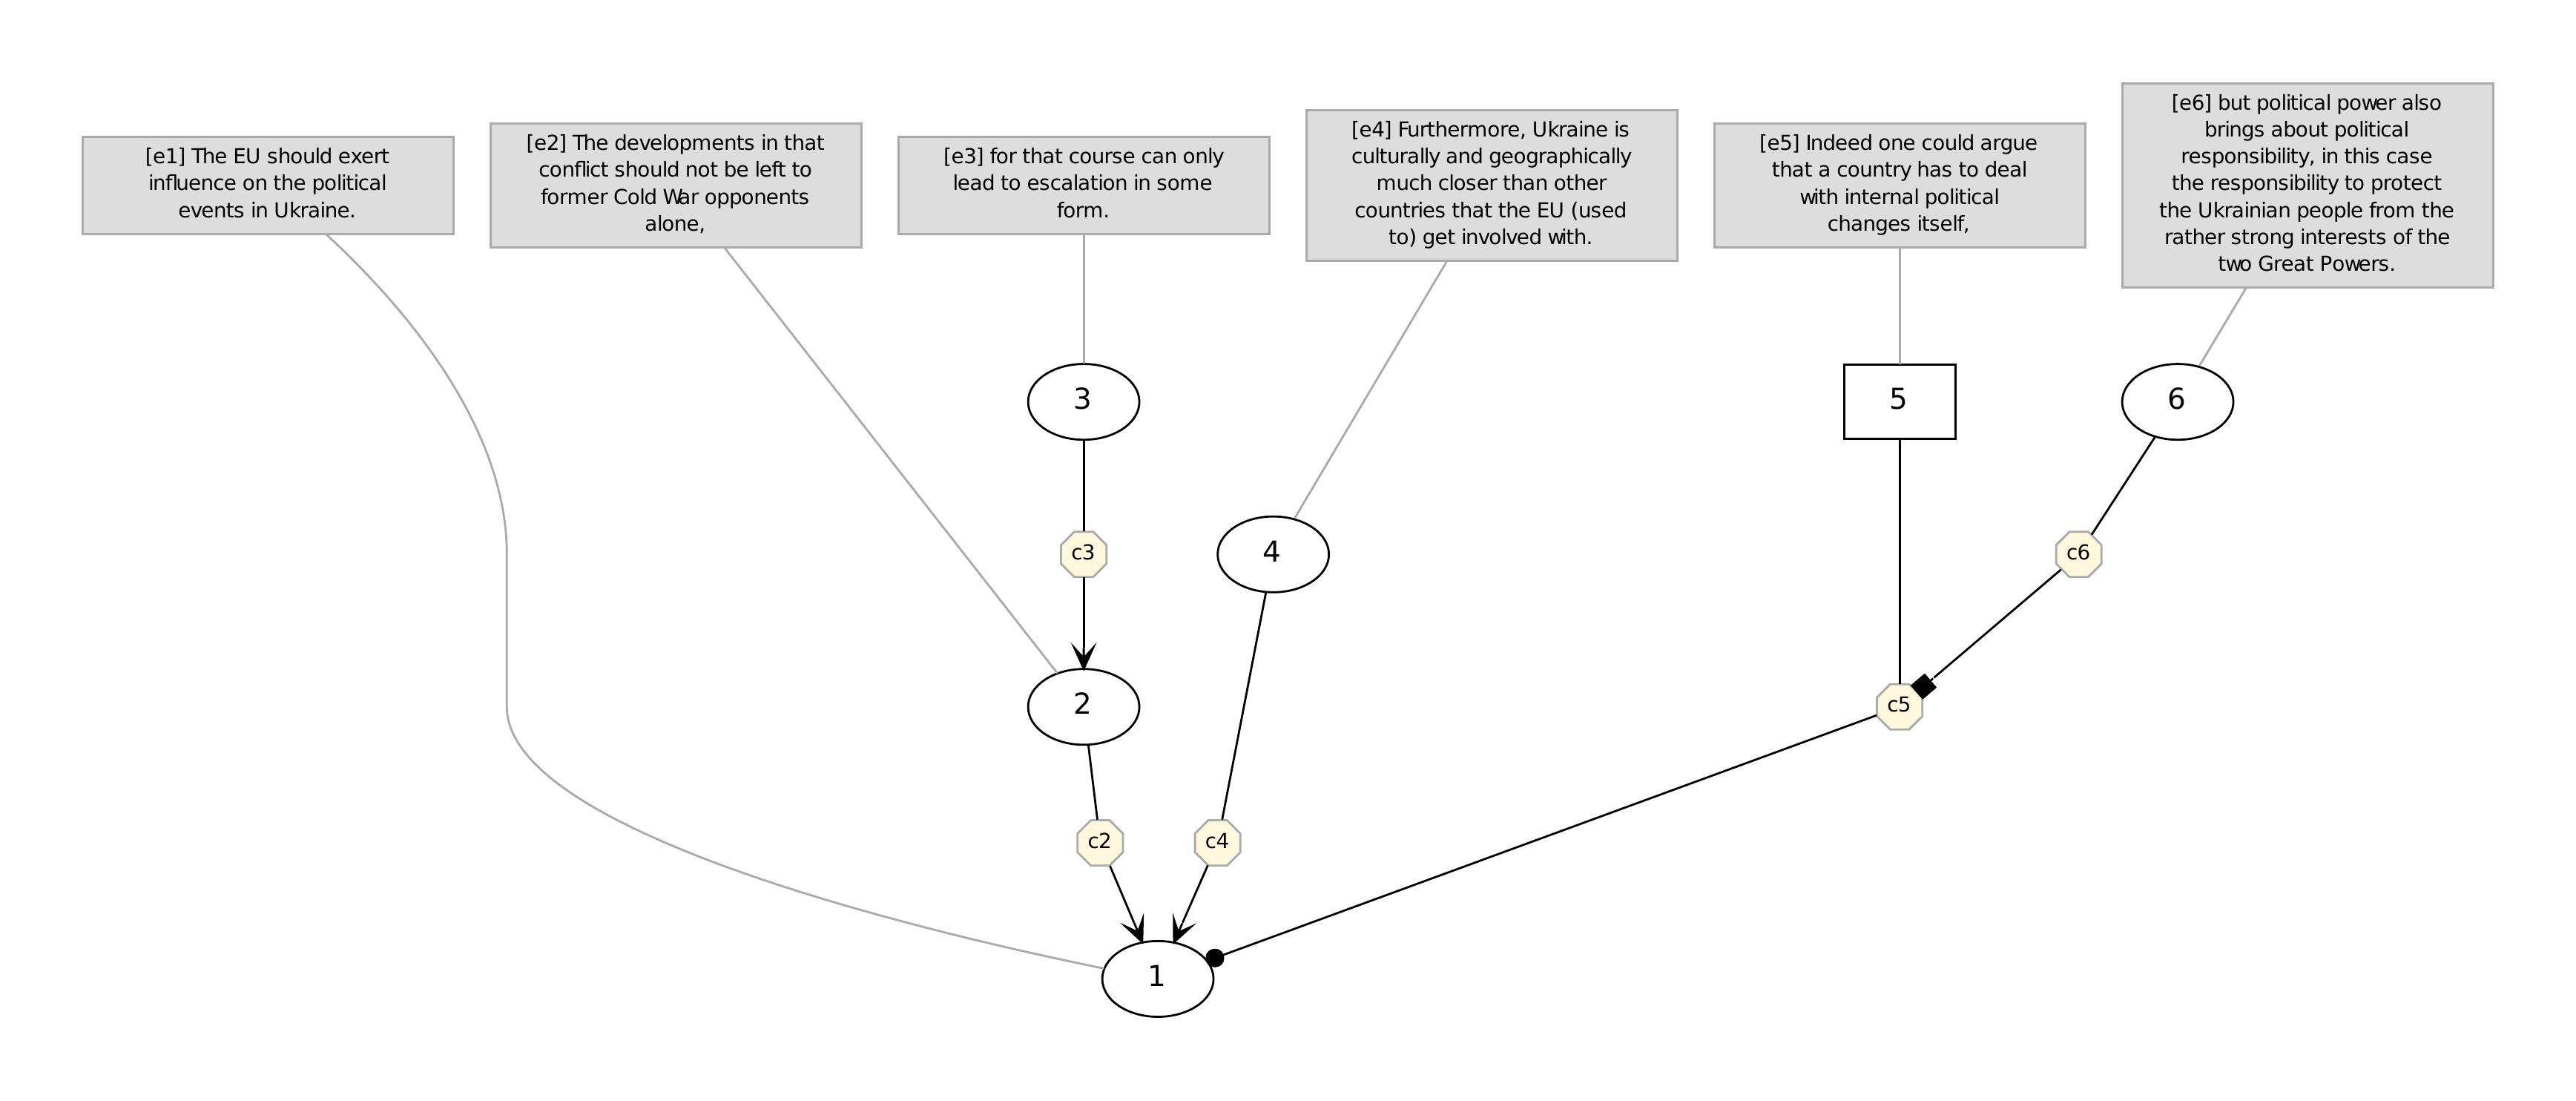 [e1] The EU should exert
influence on the political
events in Ukraine.
[e2] The developments in that
conflict should not be left to
former Cold War opponents
alone,
[e3] for that course can only
lead to escalation in some
form.
[e4] Furthermore, Ukraine is
culturally and geographically
much closer than other
countries that the EU (used
to) get involved with.
[e5] Indeed one could argue
that a country has to deal
with internal political
changes itself,
[e6] but political power also
brings about political
responsibility, in this case
the responsibility to protect
the Ukrainian people from the
rather strong interests of the
two Great Powers.
3
5
6
c3
4
c6
2
c5
c2
c4
1